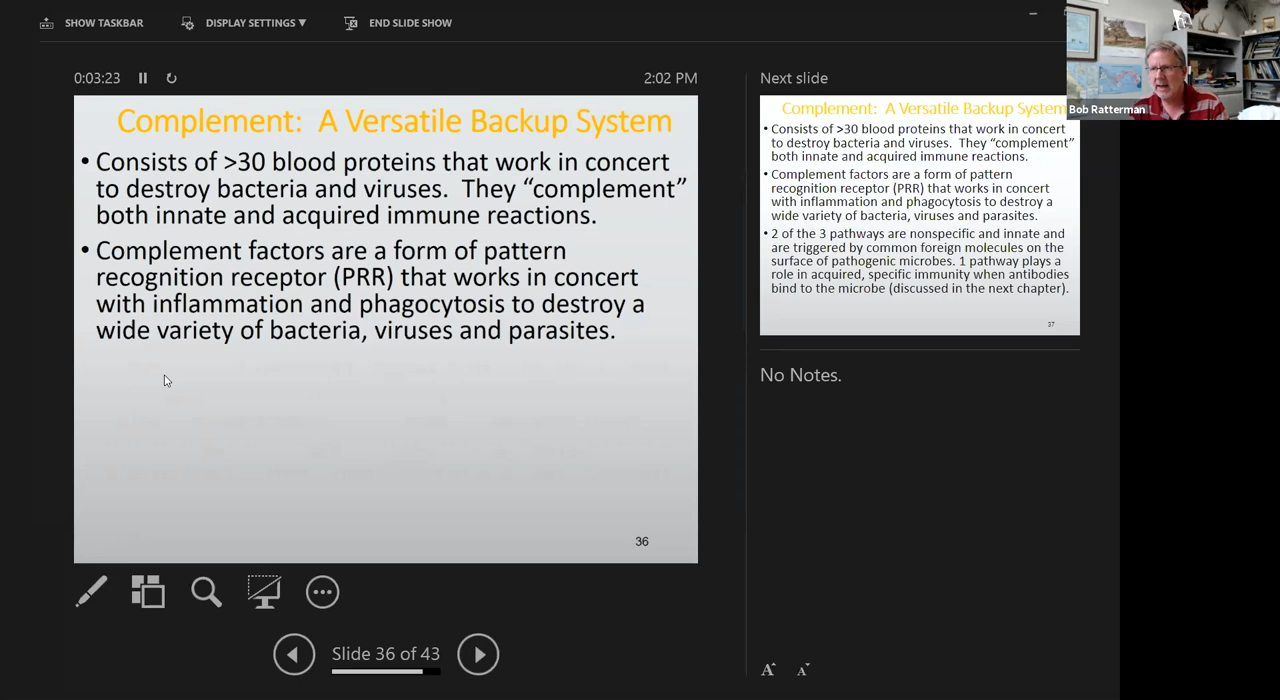 SHOW TASKBAR
DISPLAY SETTINGS ▼
END SLIDE SHOW
0:03:23
2:02 PM
Complement:  A Versatile Backup System
• Consists of >30 blood proteins that work in concert
to destroy bacteria and viruses.  They “complement”
both innate and acquired immune reactions.
• Complement factors are a form of pattern
recognition receptor (PRR) that works in concert
with inflammation and phagocytosis to destroy a
wide variety of bacteria, viruses and parasites.
36
Slide 36 of 43
Next slide
Complement:  A Versatile Backup System
• Consists of >30 blood proteins that work in concert
to destroy bacteria and viruses.  They “complement”
both innate and acquired immune reactions.
• Complement factors are a form of pattern
recognition receptor (PRR) that works in concert
with inflammation and phagocytosis to destroy a
wide variety of bacteria, viruses and parasites.
• 2 of the 3 pathways are nonspecific and innate and
are triggered by common foreign molecules on the
surface of pathogenic microbes. 1 pathway plays a
role in acquired, specific immunity when antibodies
bind to the microbe (discussed in the next chapter).
37
No Notes.
A A
Bob Ratterman